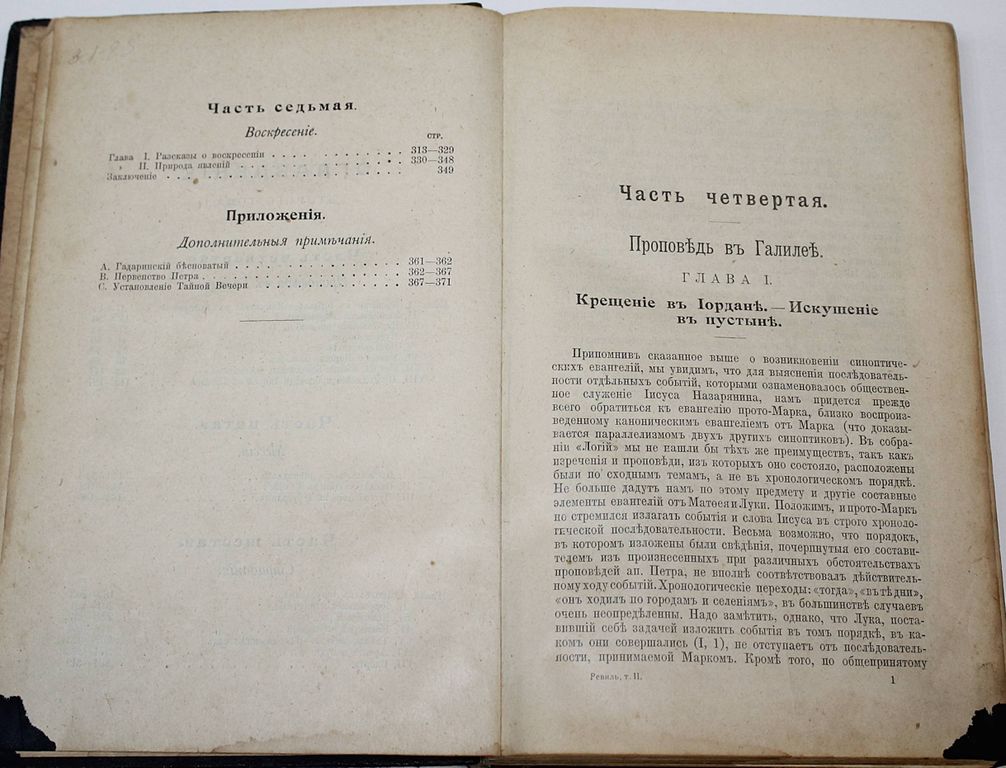 Часть седьмая.
Воскресеніе.
СТР.
Глава I. Разсказы о воскресеніи . . . . . . . . . . 313—329
„ II. Природа явленій . . . . . . . . . . . 330—348
Заключеніе . . . . . . . . . . . . . . . . 349
Приложенія.
Дополнительныя примѣчанія.
А. Гадаринскій бѣсноватый . . . . . . . . . . . . 361—362
В. Первенство Петра . . . . . . . . . . . . . . 362—367
С. Установленіе Тайной Вечери . . . . . . . . . . 367—371
Часть четвертая.
Проповѣдь въ Галилеѣ.
ГЛАВА I.
Крещеніе въ Іорданѣ. — Искушеніе
въ пустынѣ.
Припомнивъ сказанное выше о возникновеніи синоптиче-
скихъ евангелій, мы увидимъ, что для выясненія послѣдователь-
ности отдѣльныхъ событій, которыми ознаменовалось обществен-
ное служеніе Іисуса Назарянина, намъ придется прежде
всего обратиться къ евангелію прото-Марка, близко воспроиз-
веденному каноническимъ евангеліемъ отъ Марка (что доказы-
вается параллелизмомъ двухъ другихъ синоптиковъ). Въ собра-
ніи «Логій» мы не нашли бы тѣхъ же преимуществъ, такъ какъ
изреченія и проповѣди, изъ которыхъ оно состояло, расположены
были по сходнымъ темамъ, а не въ хронологическомъ порядкѣ.
Не больше дадутъ намъ по этому предмету и другіе составные
элементы евангелій отъ Матѳея и Луки. Положимъ, и прото-Маркъ
но стремился излагать событія и слова Іисуса въ строго хроноло-
гической послѣдовательности. Весьма возможно, что порядокъ,
въ которомъ изложены были свѣдѣнія, почерпнутыя его состави-
телемъ изъ произнесенныхъ при различныхъ обстоятельствахъ
проповѣдей ап. Петра, не вполнѣ соотвѣтствовалъ дѣйствитель-
ному ходу событій. Хронологическіе переходы: «тогда», «въ тѣ дни»,
«онъ ходилъ по городамъ и селеніямъ», въ большинствѣ случаевъ
очень неопредѣленны. Надо замѣтить, однако, что Лука, поста-
вившій себѣ задачей изложить событія въ томъ порядкѣ, въ ка-
комъ они совершались (I, 1), не отступаетъ отъ послѣдователь-
ности, принимаемой Маркомъ. Кромѣ того, по общепринятому
Ревиль, т. II.
1